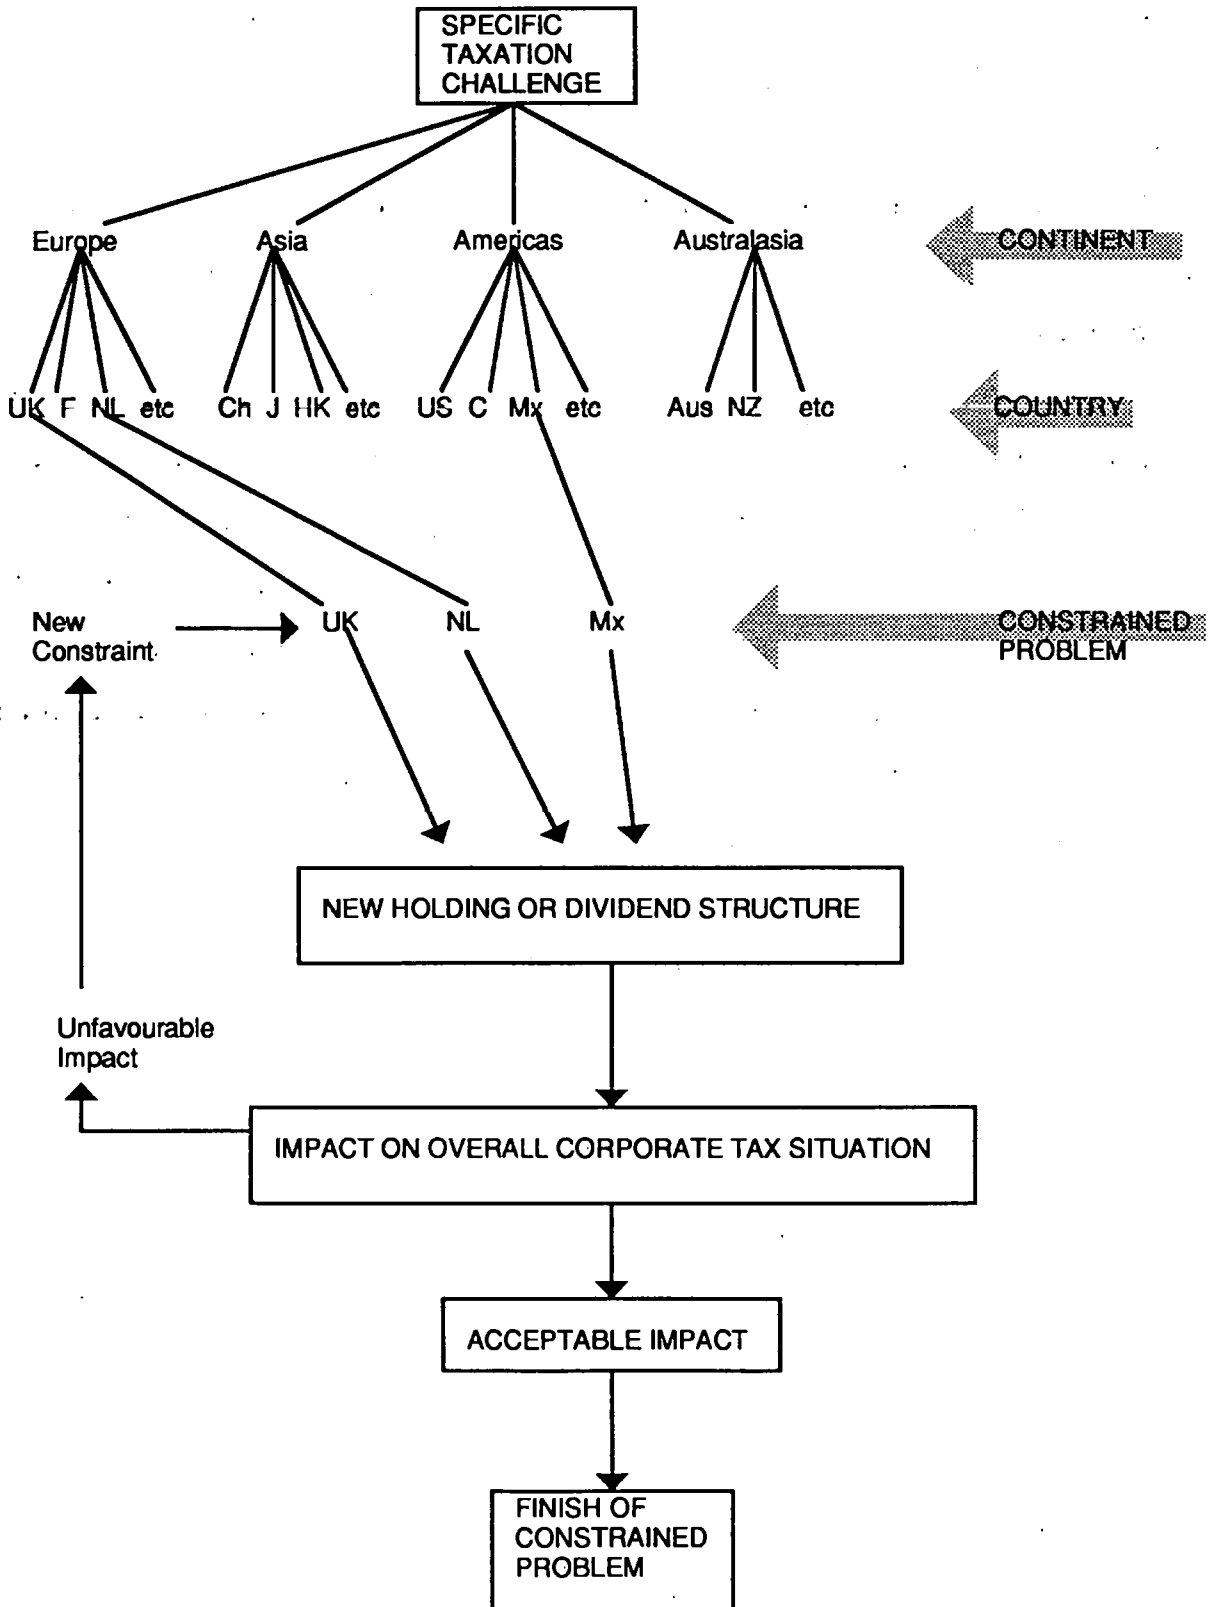 SPECIFIC
TAXATION
CHALLENGE
Europe Asia Americas Australasia CONTINENT
UK F NL etc Ch J HK etc US C Mx etc Aus NZ etc COUNTRY
New
Constraint
UK NL Mx
CONSTRAINED
PROBLEM
NEW HOLDING OR DIVIDEND STRUCTURE
Unfavourable
Impact
IMPACT ON OVERALL CORPORATE TAX SITUATION
ACCEPTABLE IMPACT
FINISH OF
CONSTRAINED
PROBLEM